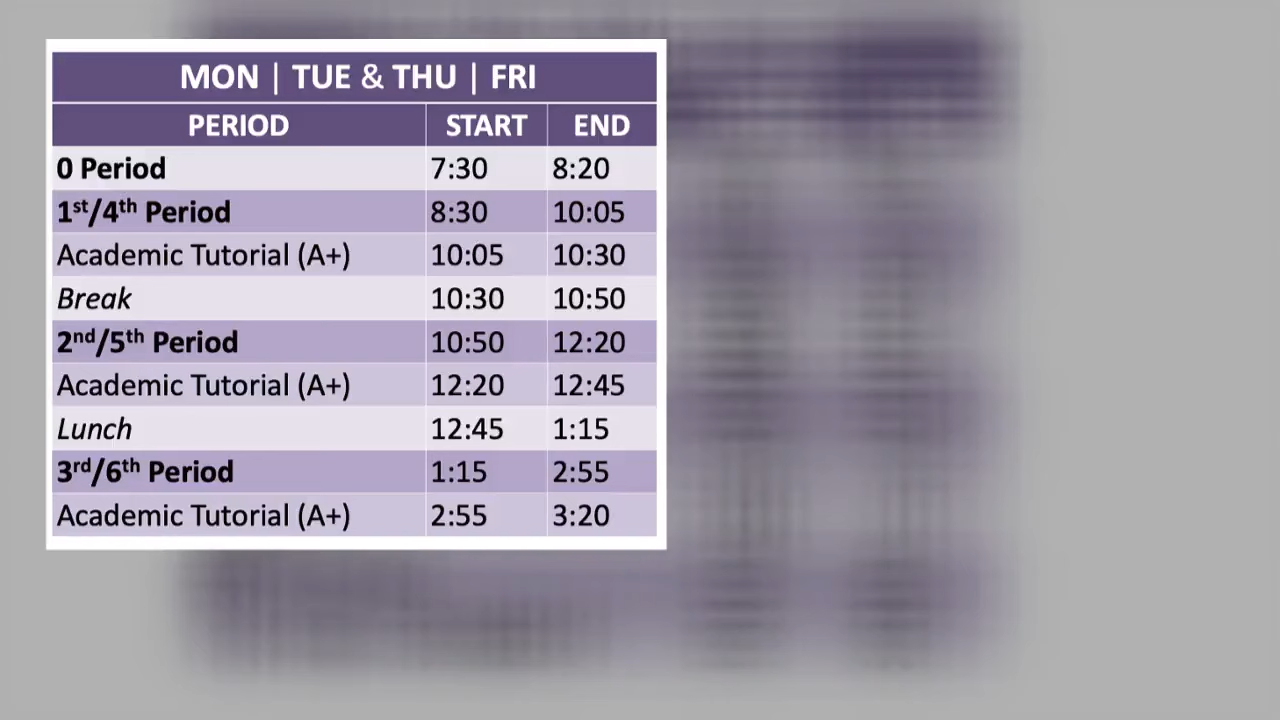 MON | TUE & THU | FRI
PERIOD START END
0 Period 7:30 8:20
1st/4th Period 8:30 10:05
Academic Tutorial (A+) 10:05 10:30
Break 10:30 10:50
2nd/5th Period 10:50 12:20
Academic Tutorial (A+) 12:20 12:45
Lunch 12:45 1:15
3rd/6th Period 1:15 2:55
Academic Tutorial (A+) 2:55 3:20